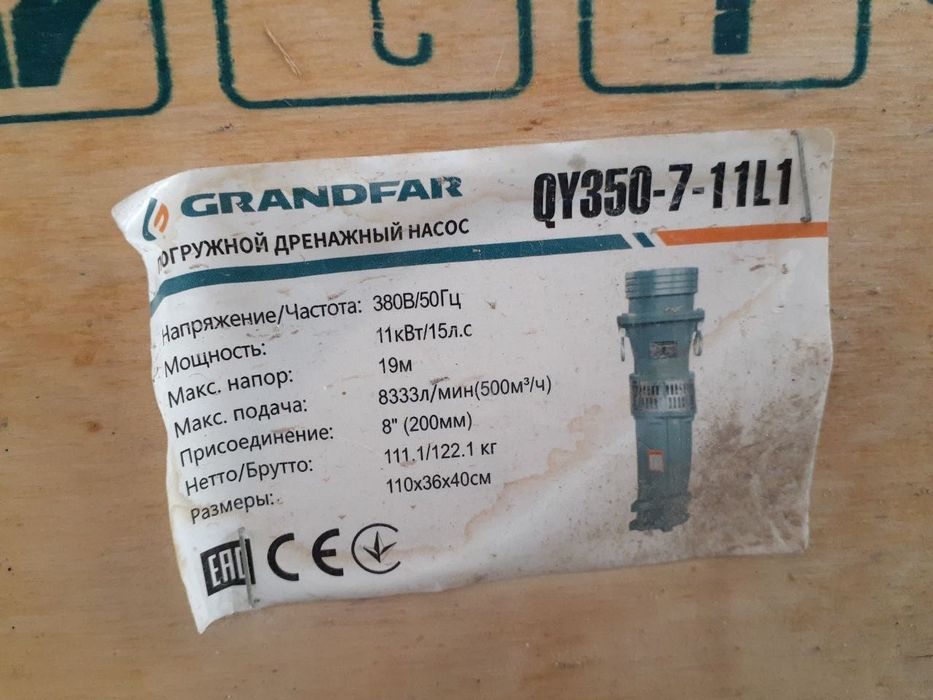 GRANDFAR
QY350-7-11L1
ПОГРУЖНОЙ ДРЕНАЖНЫЙ НАСОС
Напряжение/Частота: 380В/50Гц
Мощность: 11кВт/15л.с
Макс. напор: 19м
Макс. подача: 8333л/мин(500м³/ч)
Присоединение: 8" (200мм)
Нетто/Брутто: 111.1/122.1 кг
Размеры: 110х36х40см
EAC CE